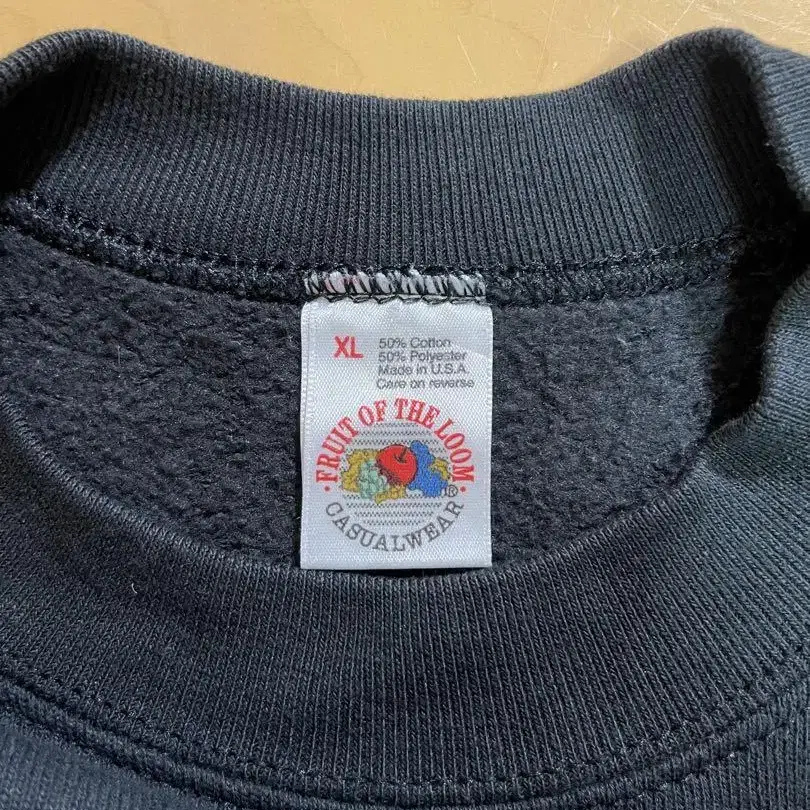 XL
50% Cotton
50% Polyester
Made in U.S.A.
Care on reverse
·FRUIT OF THE LOOM·
®
CASUALWEAR